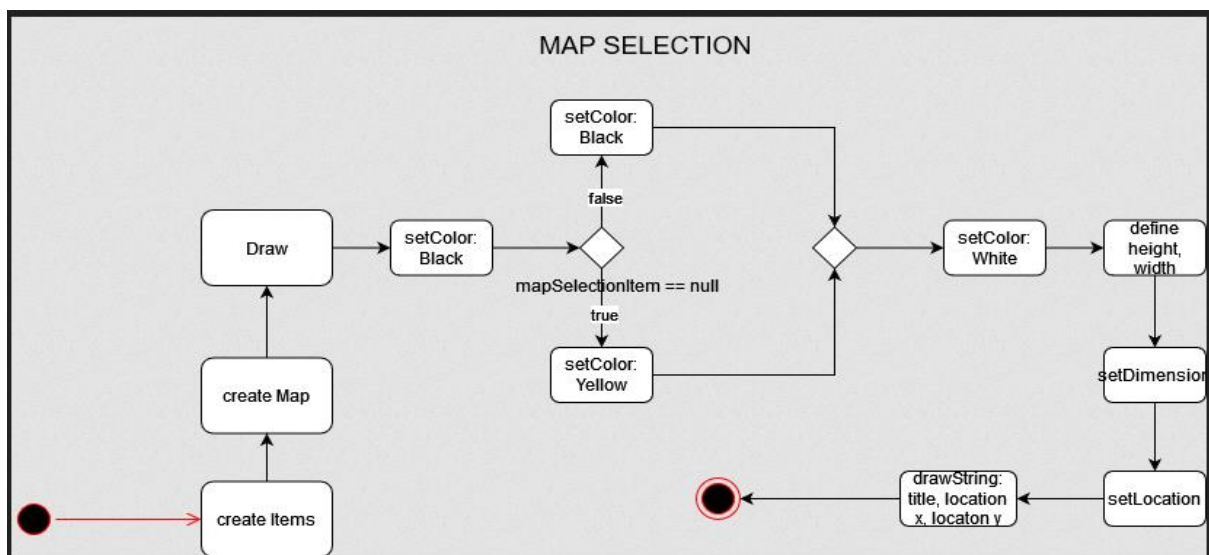 MAP SELECTION
setColor:
Black
false
Draw
setColor:
Black
mapSelectionItem == null
true
setColor:
Yellow
setColor:
White
define
height,
width
create Map
setDimension
create Items
drawString:
title, location
x, locaton y
setLocation